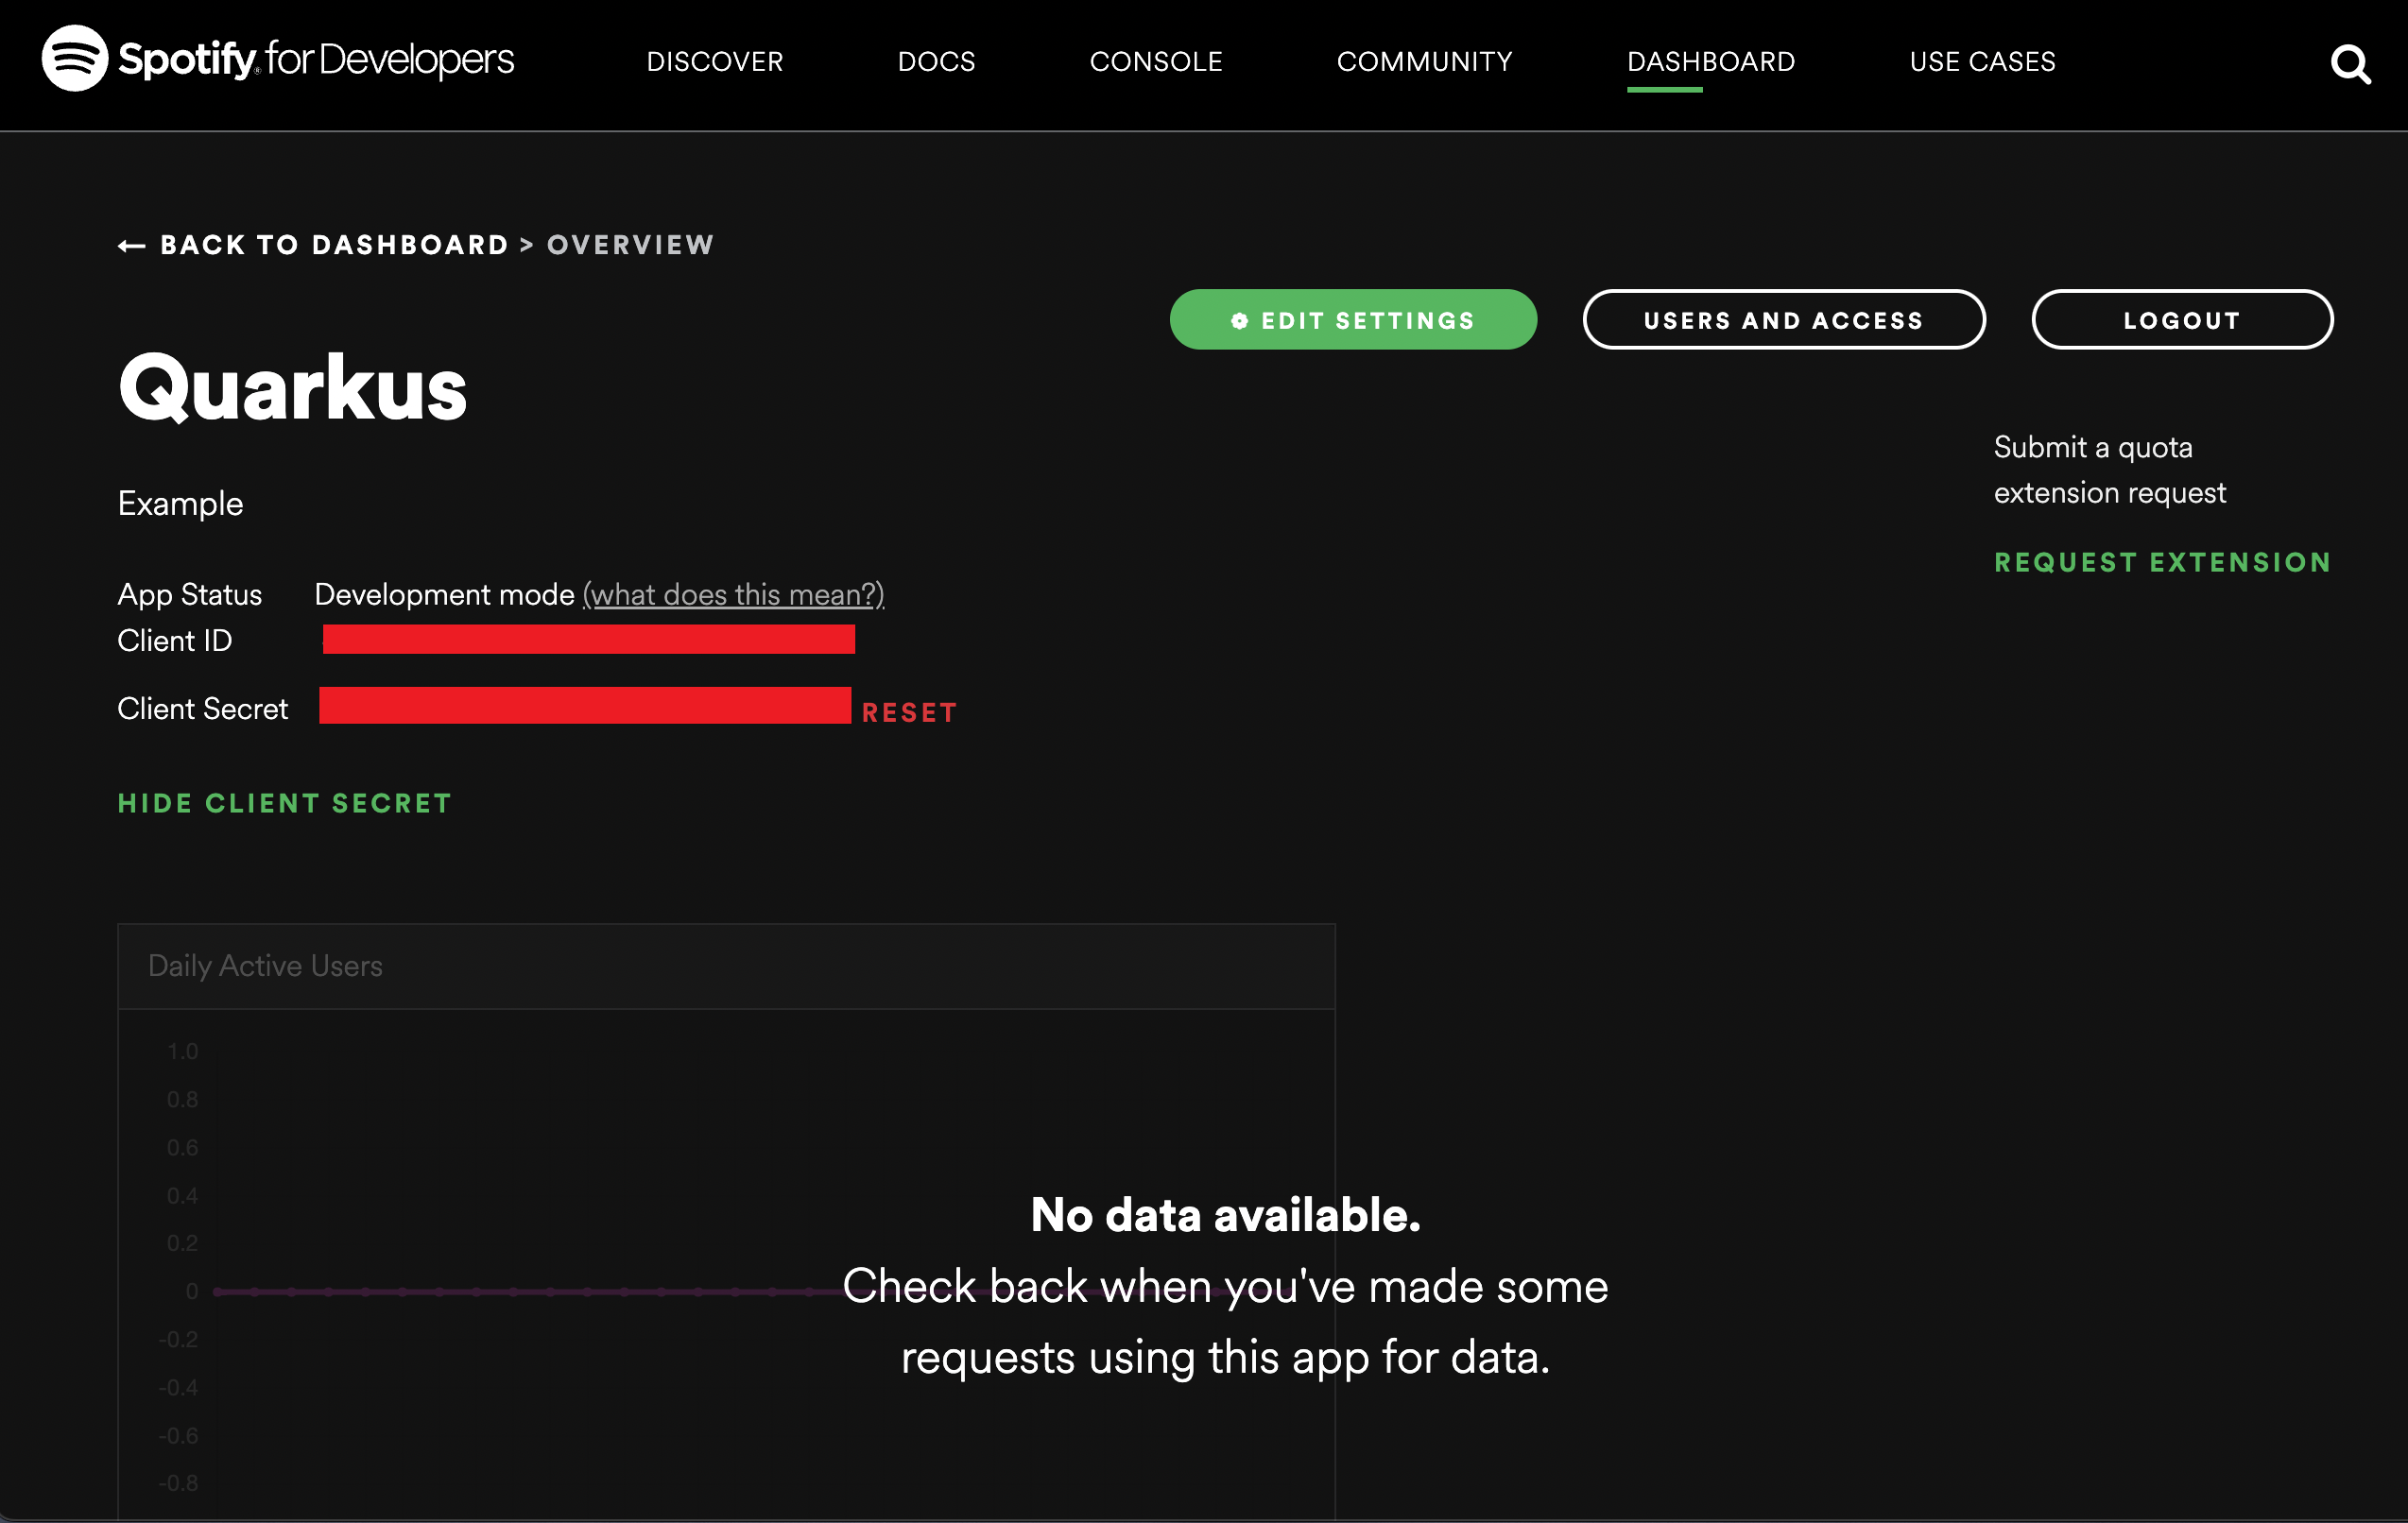 Spotify® for Developers
DISCOVER
DOCS
CONSOLE
COMMUNITY
DASHBOARD
USE CASES
← BACK TO DASHBOARD > OVERVIEW
EDIT SETTINGS
USERS AND ACCESS
LOGOUT
Quarkus
Submit a quota
extension request
REQUEST EXTENSION
Example
App Status Development mode (what does this mean?)
Client ID
Client Secret RESET
HIDE CLIENT SECRET
Daily Active Users
1.0
0.8
0.6
0.4
0.2
0
-0.2
-0.4
-0.6
-0.8
No data available.
Check back when you've made some
requests using this app for data.